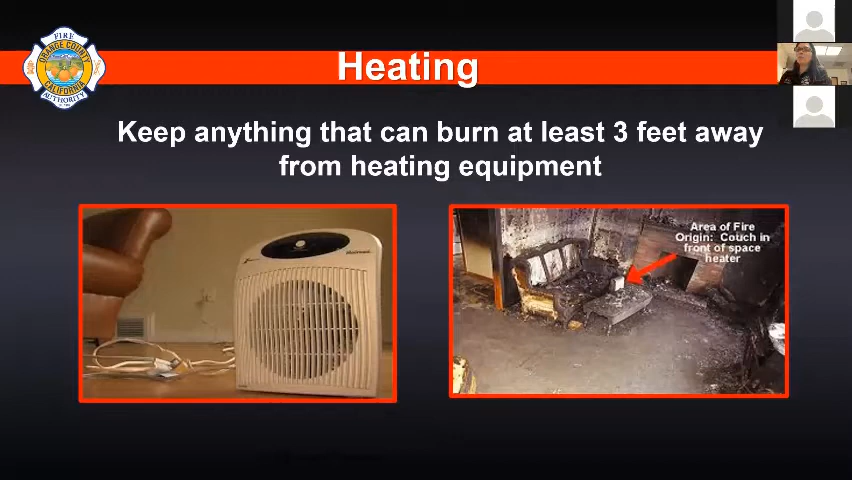 Heating
FIRE
ORANGE COUNTY
CALIFORNIA
AUTHORITY
Keep anything that can burn at least 3 feet away
from heating equipment
Area of Fire
Origin: Couch in
front of space
heater